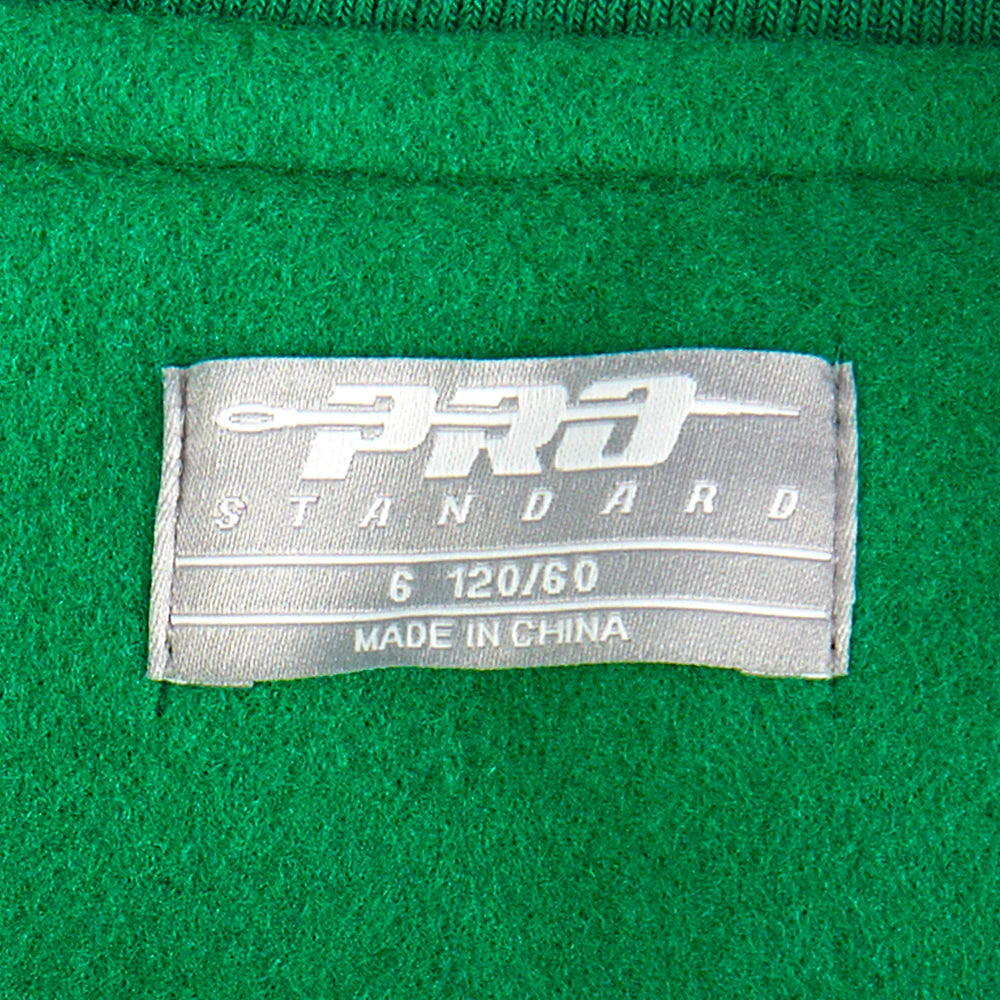 PRO
STANDARD
6 120/60
MADE IN CHINA